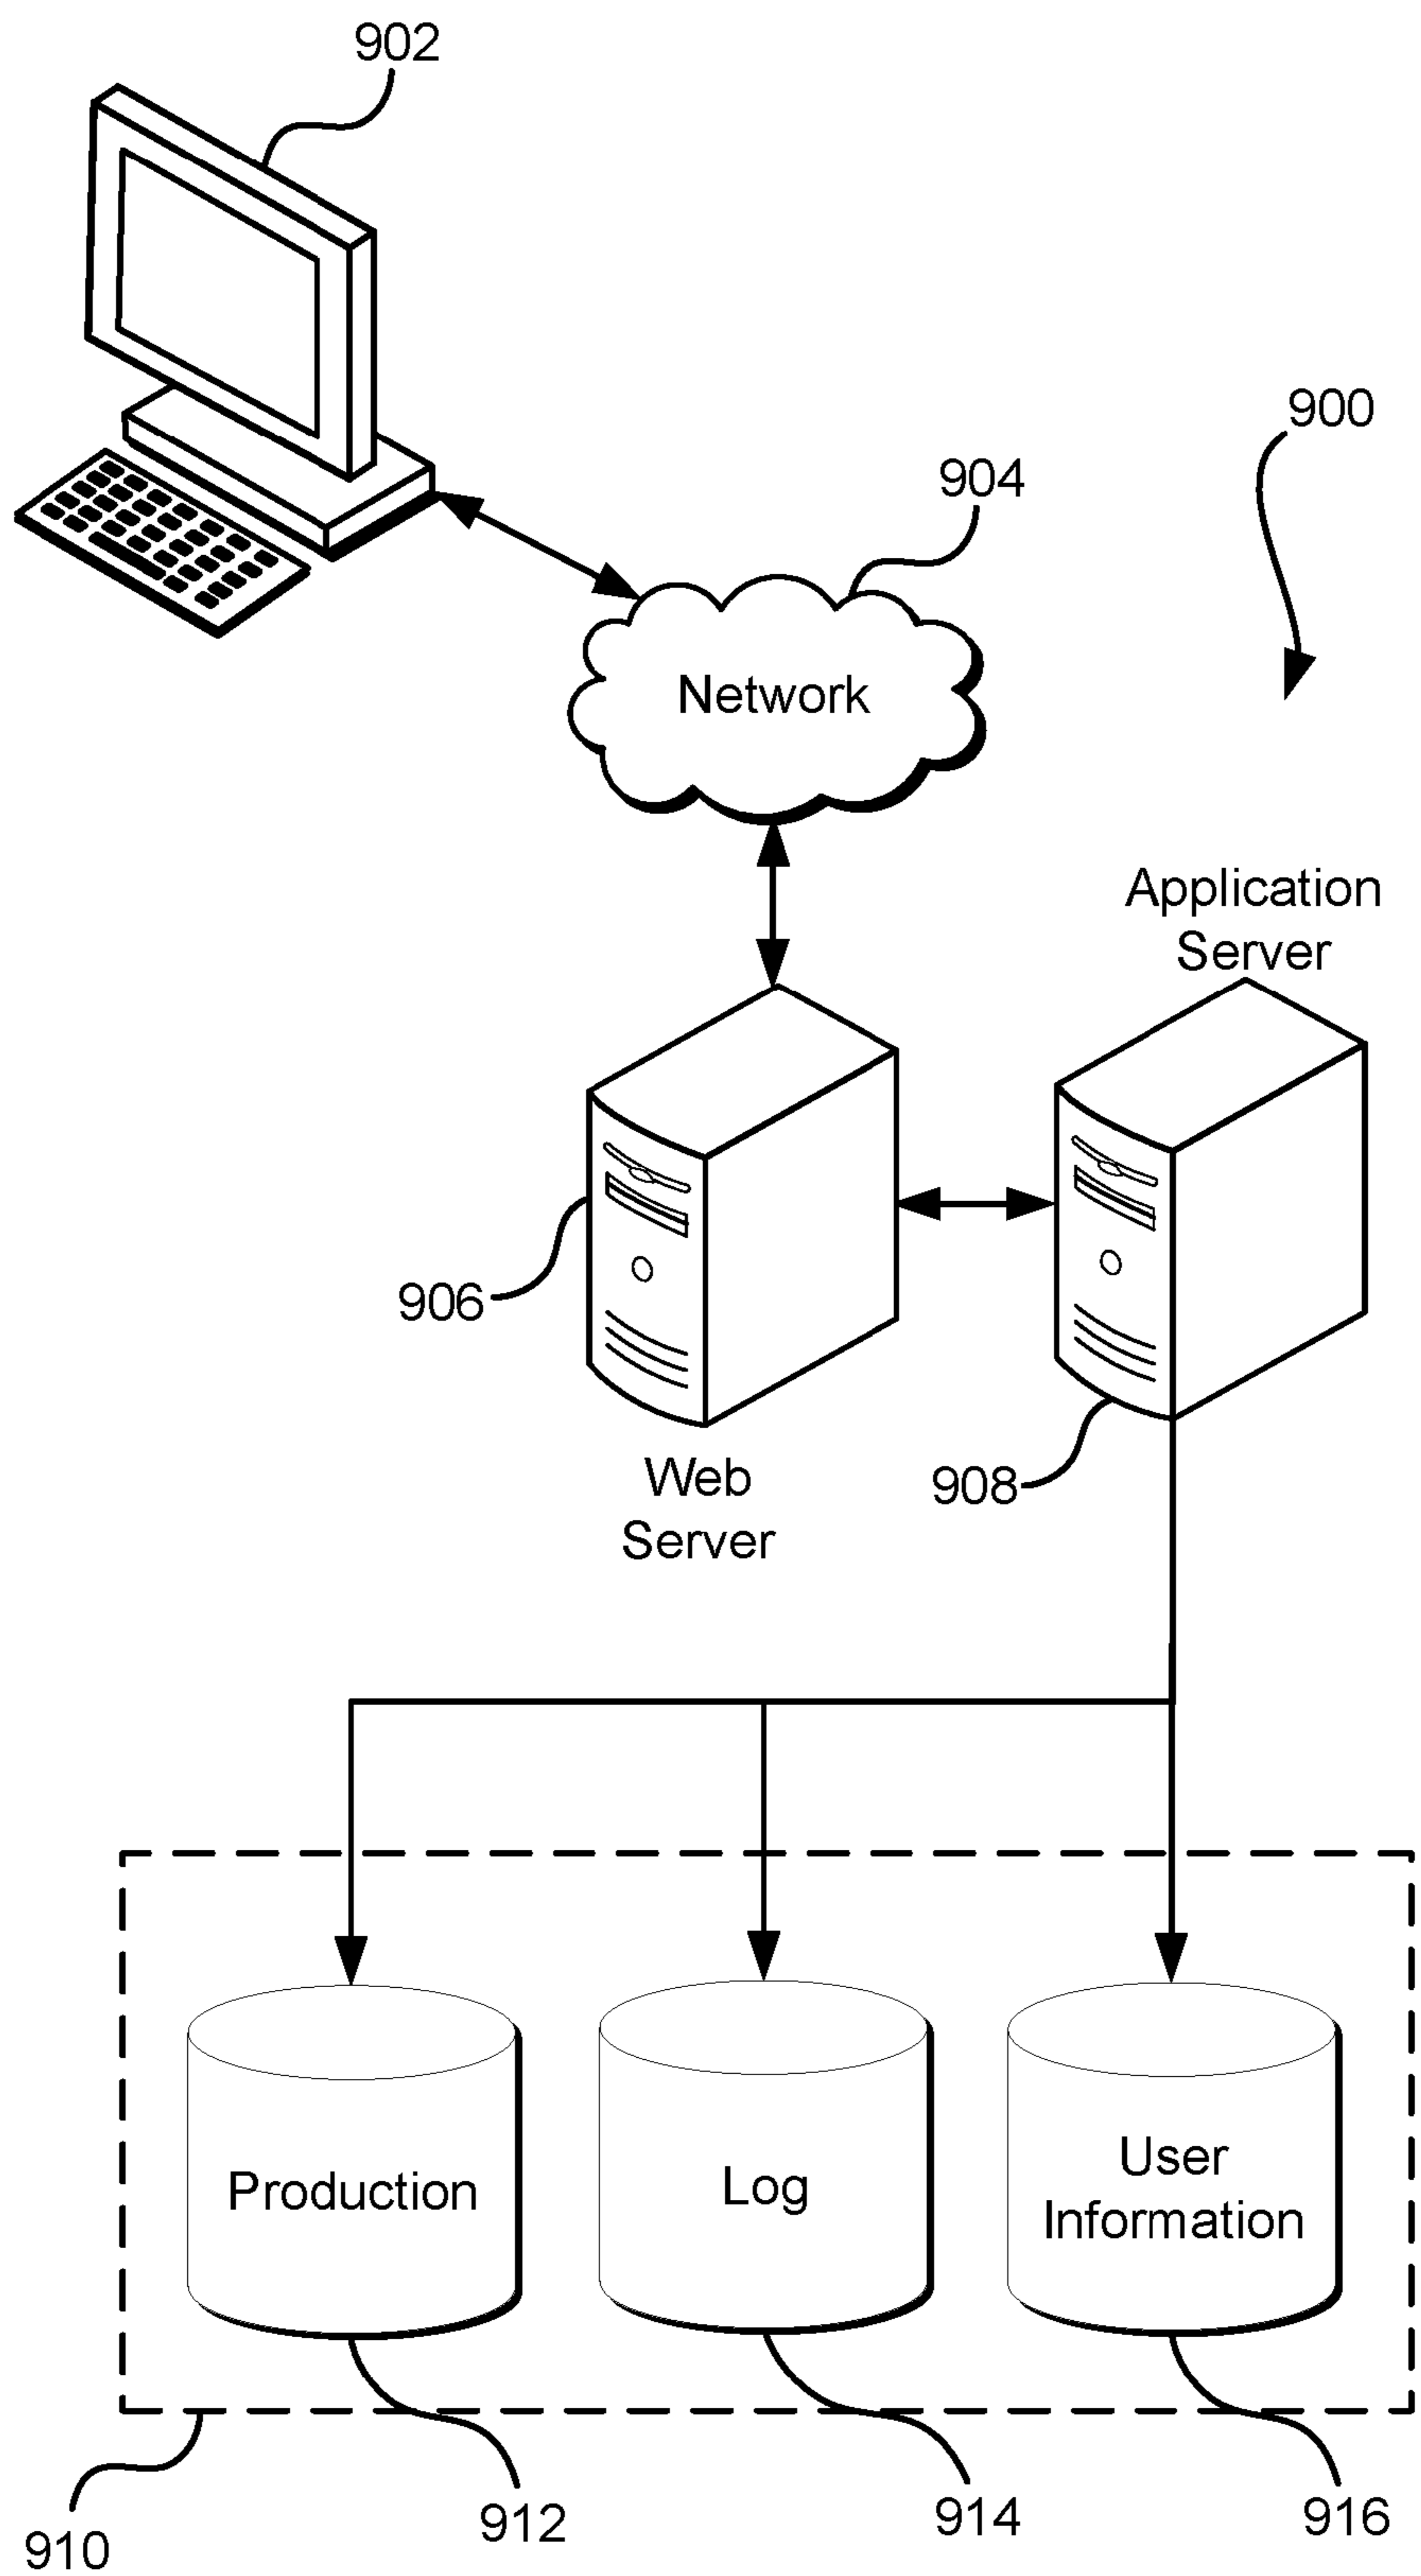 902
900
904
Network
Application
Server
906
908
Web
Server
Production
Log
User
Information
910
912
914
916